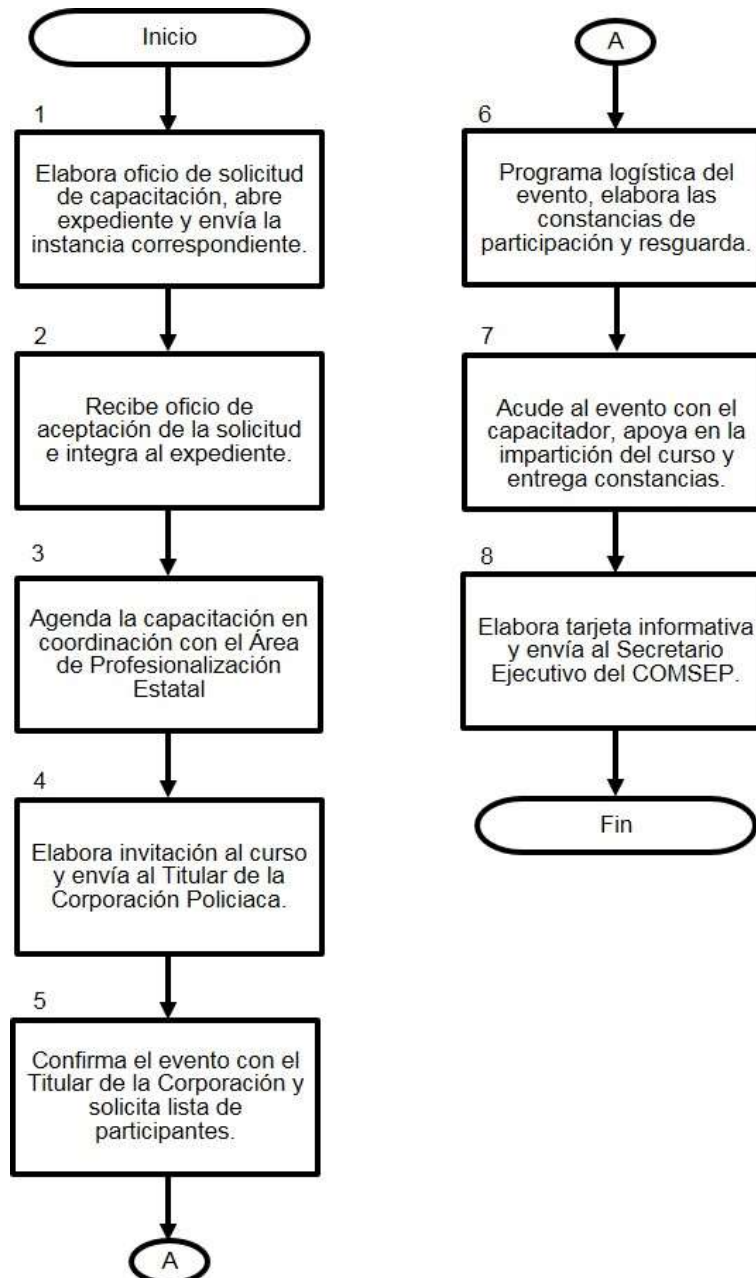 Inicio
1
Elabora oficio de solicitud
de capacitación, abre
expediente y envía la
instancia correspondiente.
2
Recibe oficio de
aceptación de la solicitud
e integra al expediente.
3
Agenda la capacitación en
coordinación con el Área
de Profesionalización
Estatal
4
Elabora invitación al curso
y envía al Titular de la
Corporación Policiaca.
5
Confirma el evento con el
Titular de la Corporación y
solicita lista de
participantes.
A
A
6
Programa logística del
evento, elabora las
constancias de
participación y resguarda.
7
Acude al evento con el
capacitador, apoya en la
impartición del curso y
entrega constancias.
8
Elabora tarjeta informativa
y envía al Secretario
Ejecutivo del COMSEP.
Fin